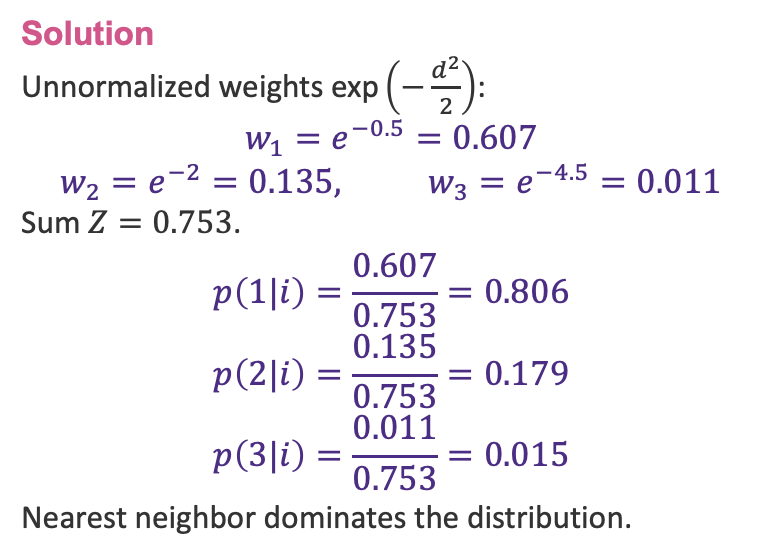 Solution
Unnormalized weights exp(−d²/2):
w₁ = e^−0.5 = 0.607
w₂ = e^−2 = 0.135, w₃ = e^−4.5 = 0.011
Sum Z = 0.753.
p(1|i) = 0.607/0.753 = 0.806
p(2|i) = 0.135/0.753 = 0.179
p(3|i) = 0.011/0.753 = 0.015
Nearest neighbor dominates the distribution.